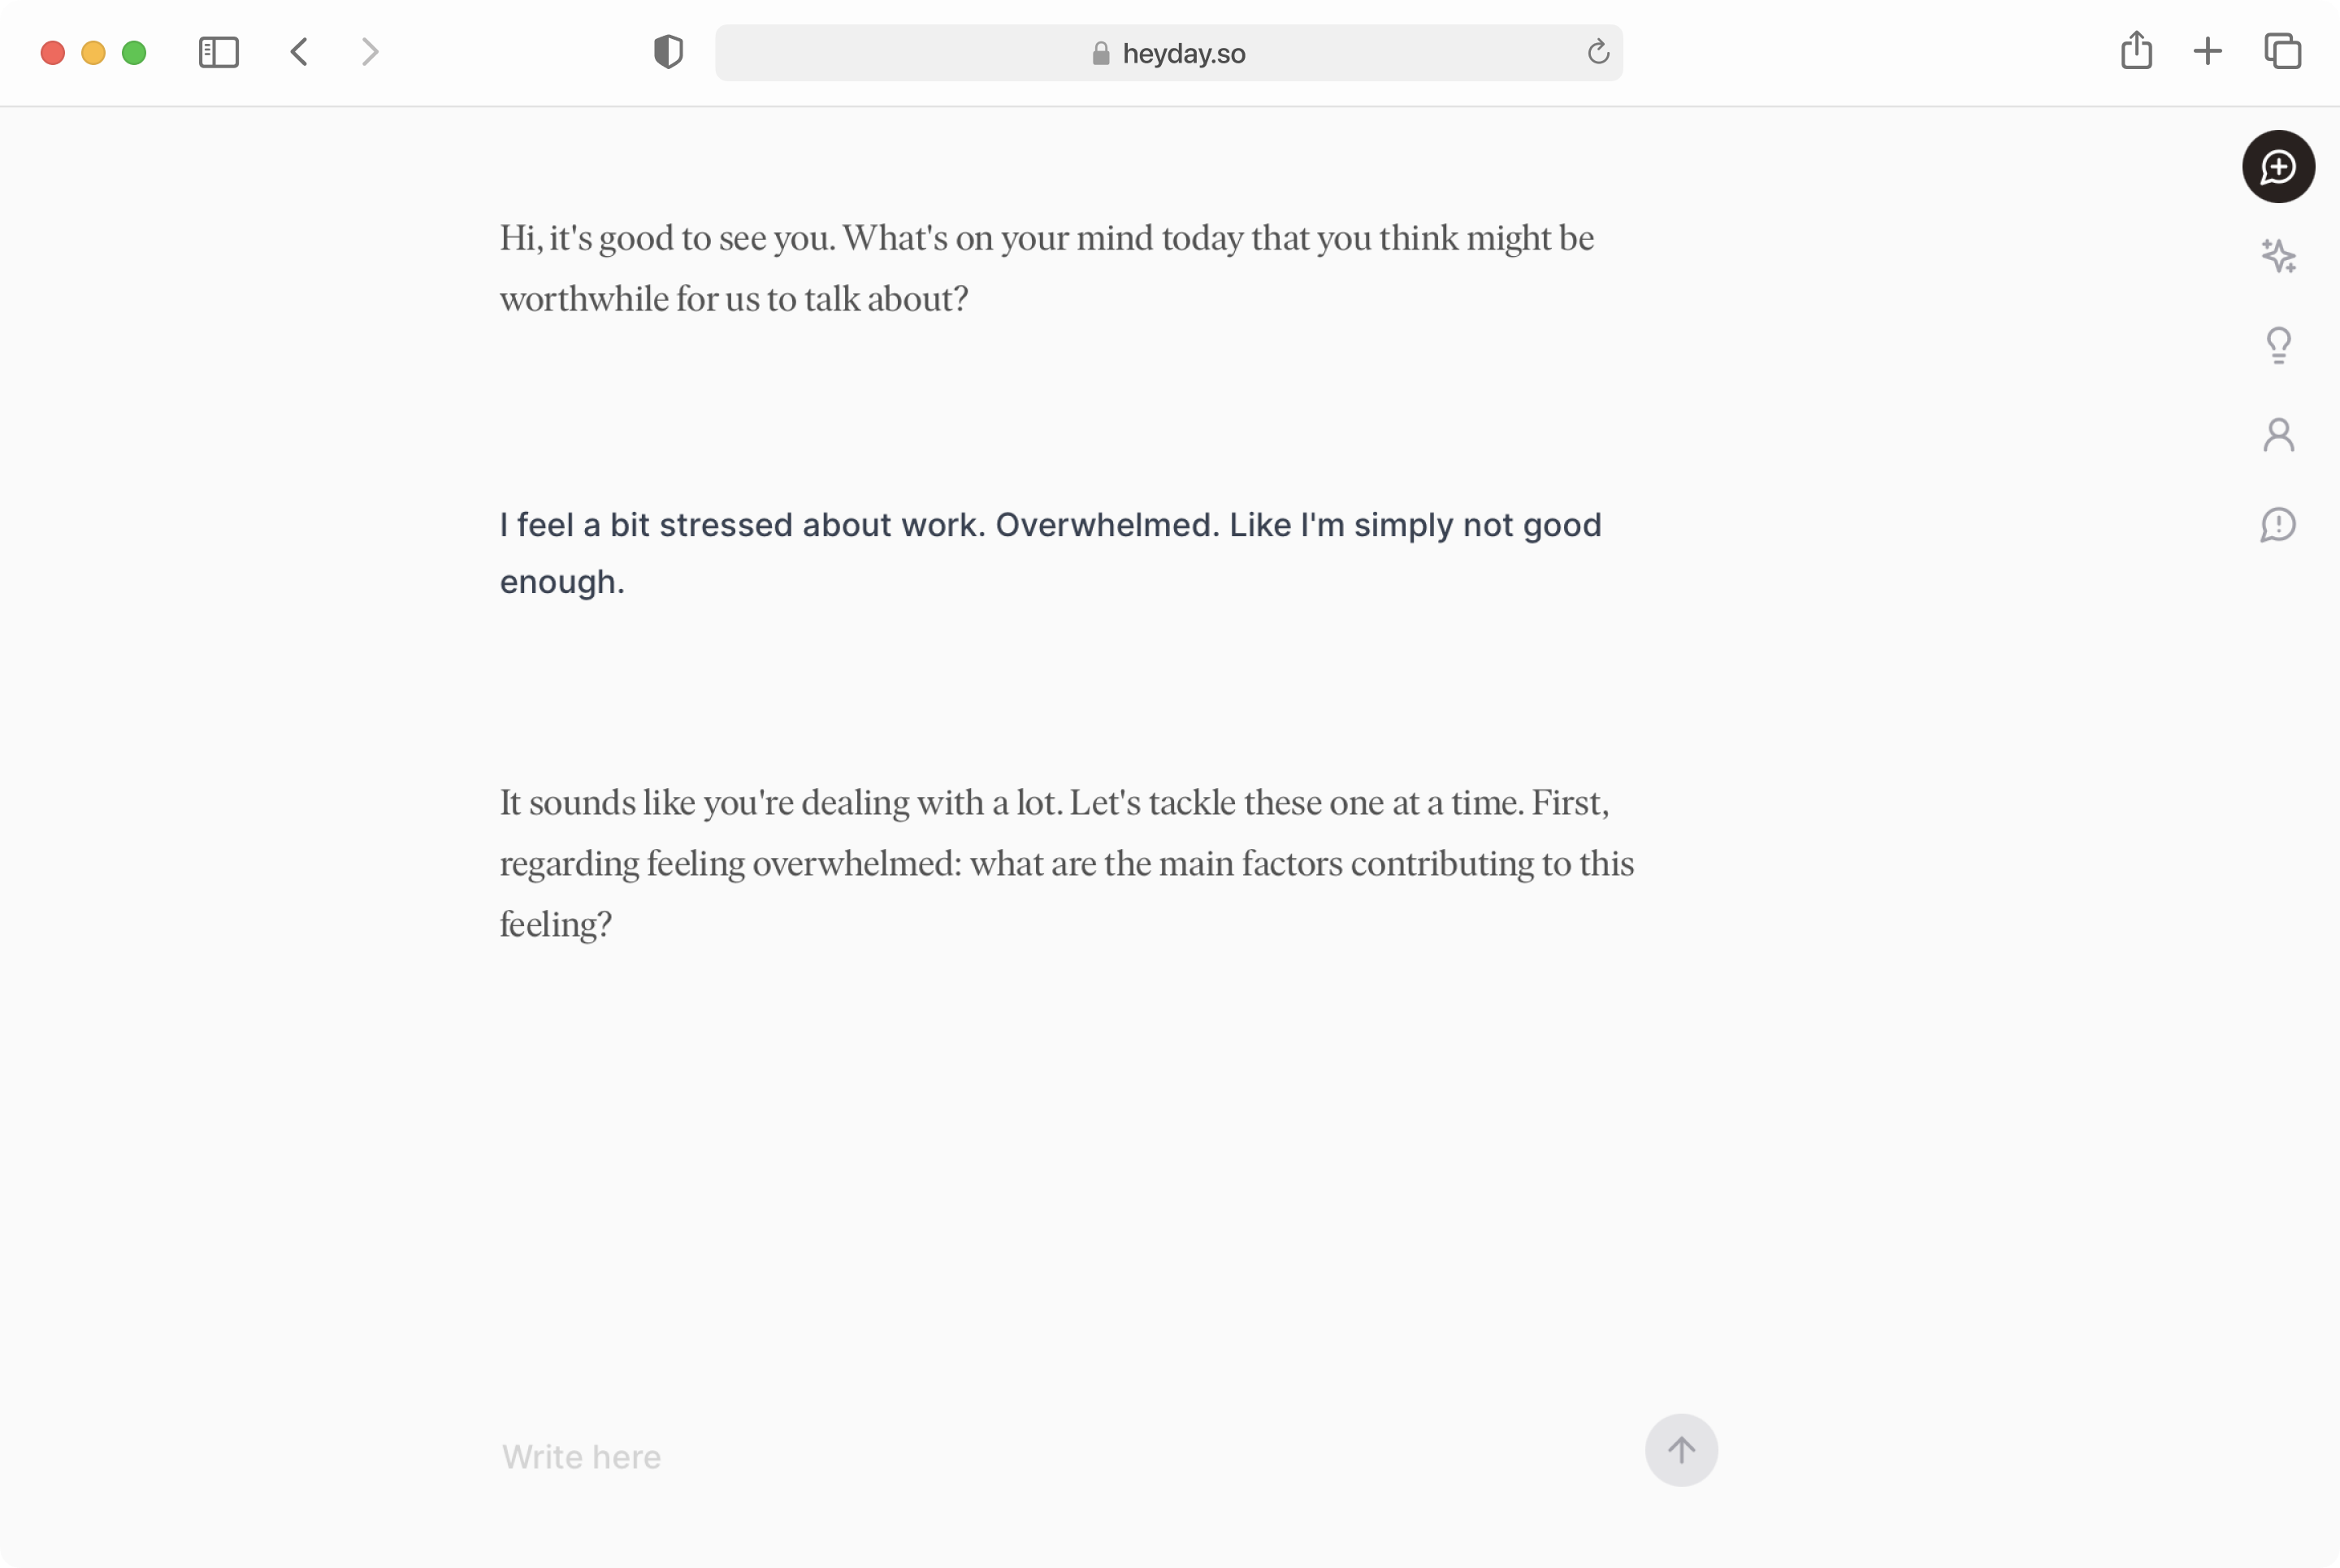 heyday.so
Hi, it's good to see you. What's on your mind today that you think might be
worthwhile for us to talk about?
I feel a bit stressed about work. Overwhelmed. Like I'm simply not good
enough.
It sounds like you're dealing with a lot. Let's tackle these one at a time. First,
regarding feeling overwhelmed: what are the main factors contributing to this
feeling?
Write here